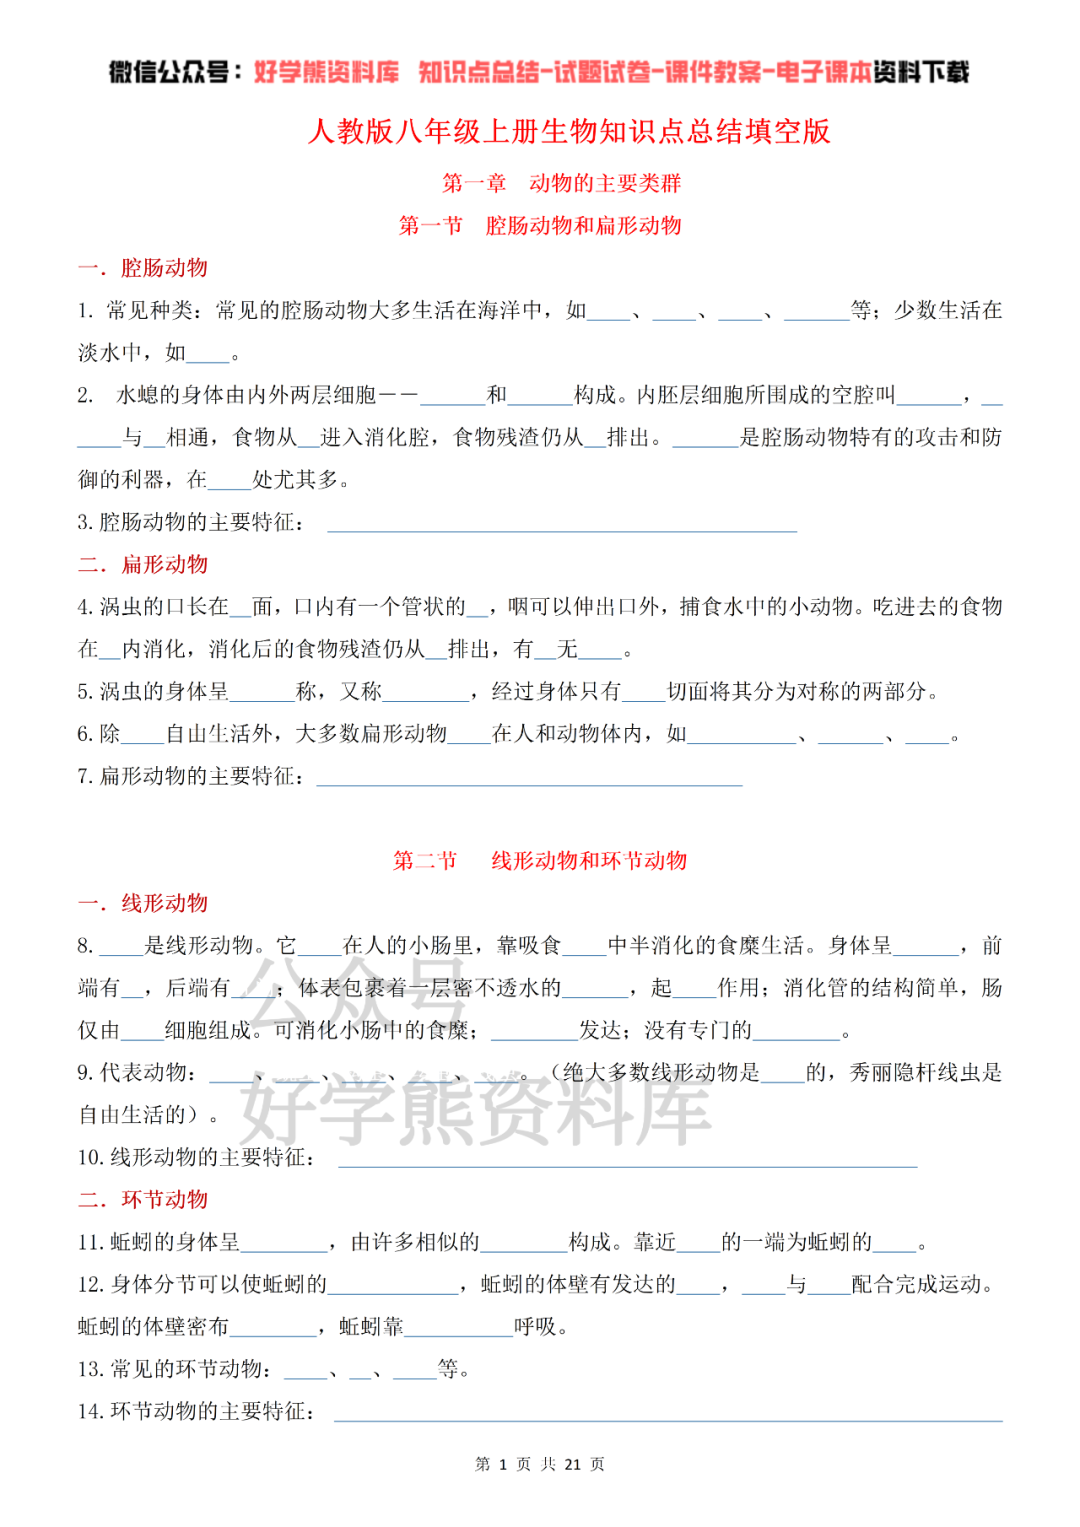 微信公众号：好学熊资料库 知识点总结-试题试卷-课件教案-电子课本资料下载
人教版八年级上册生物知识点总结填空版
第一章 动物的主要类群
第一节 腔肠动物和扁形动物
一．腔肠动物
1. 常见种类：常见的腔肠动物大多生活在海洋中，如____、____、____、______等；少数生活在
淡水中，如____。
2. 水螅的身体由内外两层细胞－－______和______构成。内胚层细胞所围成的空腔叫______，__
____与__相通，食物从__进入消化腔，食物残渣仍从__排出。______是腔肠动物特有的攻击和防
御的利器，在____处尤其多。
3.腔肠动物的主要特征：____________________
二．扁形动物
4.涡虫的口长在__面，口内有一个管状的__，咽可以伸出口外，捕食水中的小动物。吃进去的食物
在__内消化，消化后的食物残渣仍从__排出，有__无____。
5.涡虫的身体呈______称，又称________，经过身体只有____切面将其分为对称的两部分。
6.除____自由生活外，大多数扁形动物____在人和动物体内，如__________、______、____。
7.扁形动物的主要特征：____________________
第二节 线形动物和环节动物
一．线形动物
8.____是线形动物。它____在人的小肠里，靠吸食____中半消化的食糜生活。身体呈______，前
端有__，后端有____；体表包裹着一层密不透水的______，起____作用；消化管的结构简单，肠
仅由____细胞组成。可消化小肠中的食糜；________发达；没有专门的________。
9.代表动物：____、____、____、____、______。（绝大多数线形动物是____的，秀丽隐杆线虫是
自由生活的）。
10.线形动物的主要特征：____________________
二．环节动物
11.蚯蚓的身体呈________，由许多相似的________构成。靠近____的一端为蚯蚓的____。
12.身体分节可以使蚯蚓的____________，蚯蚓的体壁有发达的____，____与____配合完成运动。
蚯蚓的体壁密布________，蚯蚓靠__________呼吸。
13.常见的环节动物：____、__、____等。
14.环节动物的主要特征：____________________
公众号
好学熊资料库
第 1 页 共 21 页